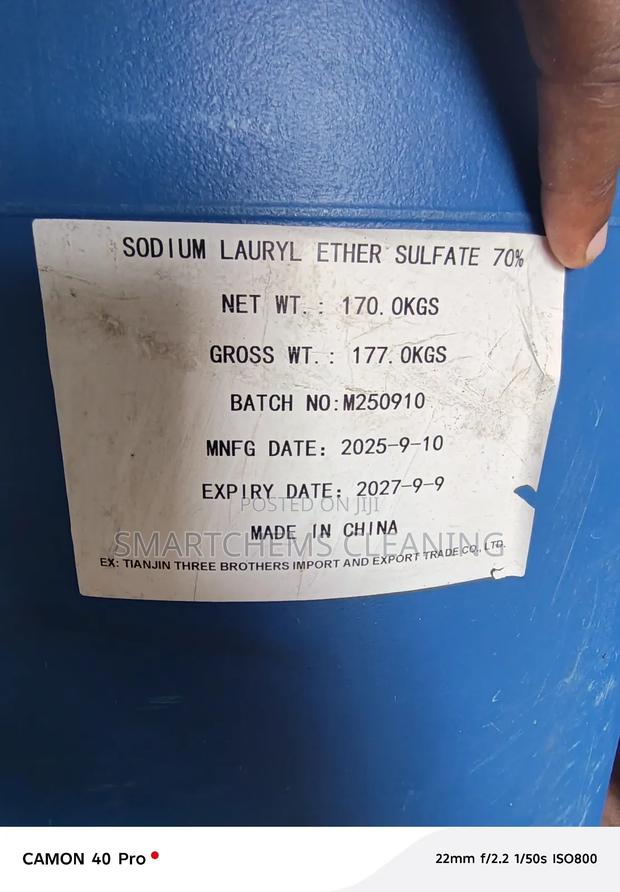 SODIUM LAURYL ETHER SULFATE 70%
NET WT.: 170.0KGS
GROSS WT.: 177.0KGS
BATCH NO:M250910
MNFG DATE: 2025-9-10
EXPIRY DATE: 2027-9-9
POSTED ON JIJI
MADE IN CHINA
SMARTCHEMS CLEANING
EX: TIANJIN THREE BROTHERS IMPORT AND EXPORT TRADE CO., LTD.
CAMON 40 Pro
22mm f/2.2 1/50s ISO800